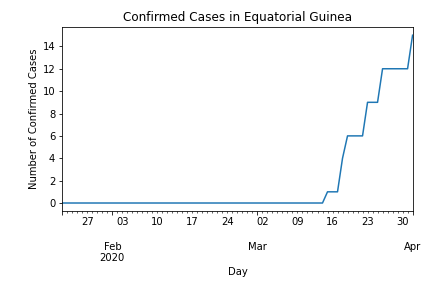 Confirmed Cases in Equatorial Guinea
Number of Confirmed Cases
14
12
10
8
6
4
2
0
27 03 10 17 24 02 09 16 23 30
Feb Mar Apr
2020
Day